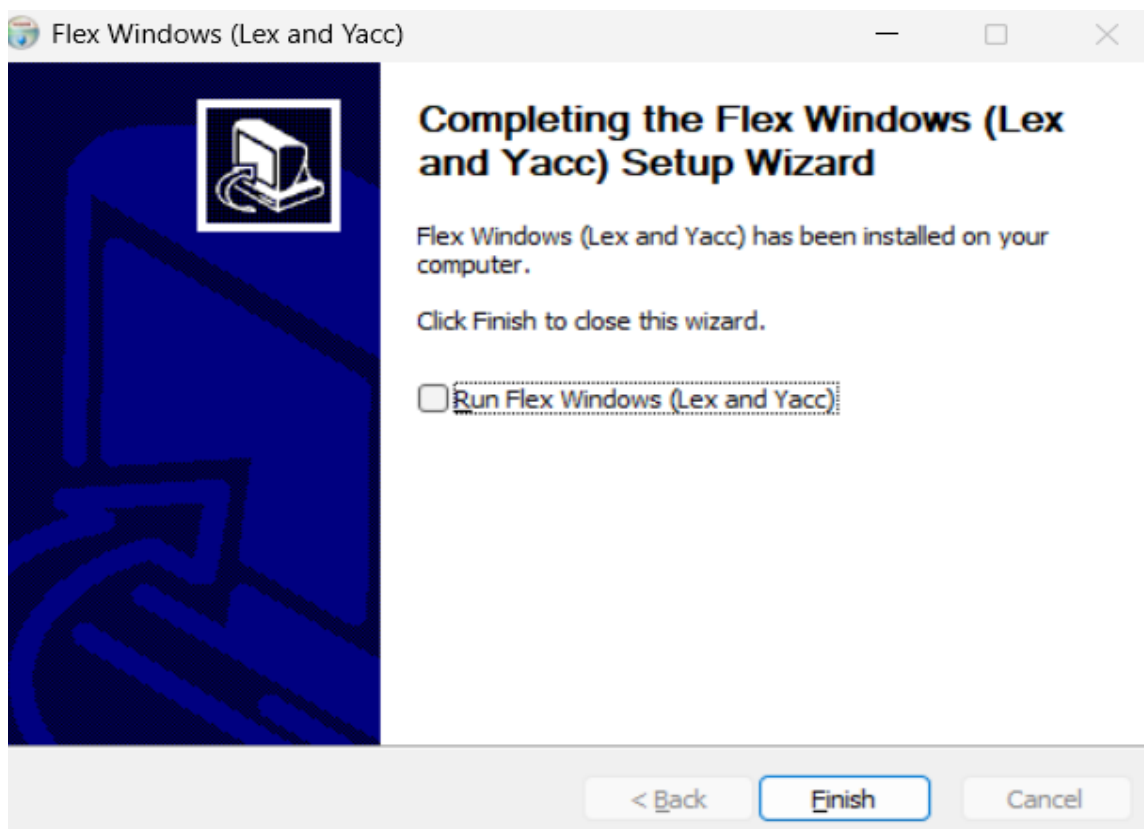 Flex Windows (Lex and Yacc)
Completing the Flex Windows (Lex
and Yacc) Setup Wizard
Flex Windows (Lex and Yacc) has been installed on your
computer.
Click Finish to close this wizard.
Run Flex Windows (Lex and Yacc)
< Back
Finish
Cancel